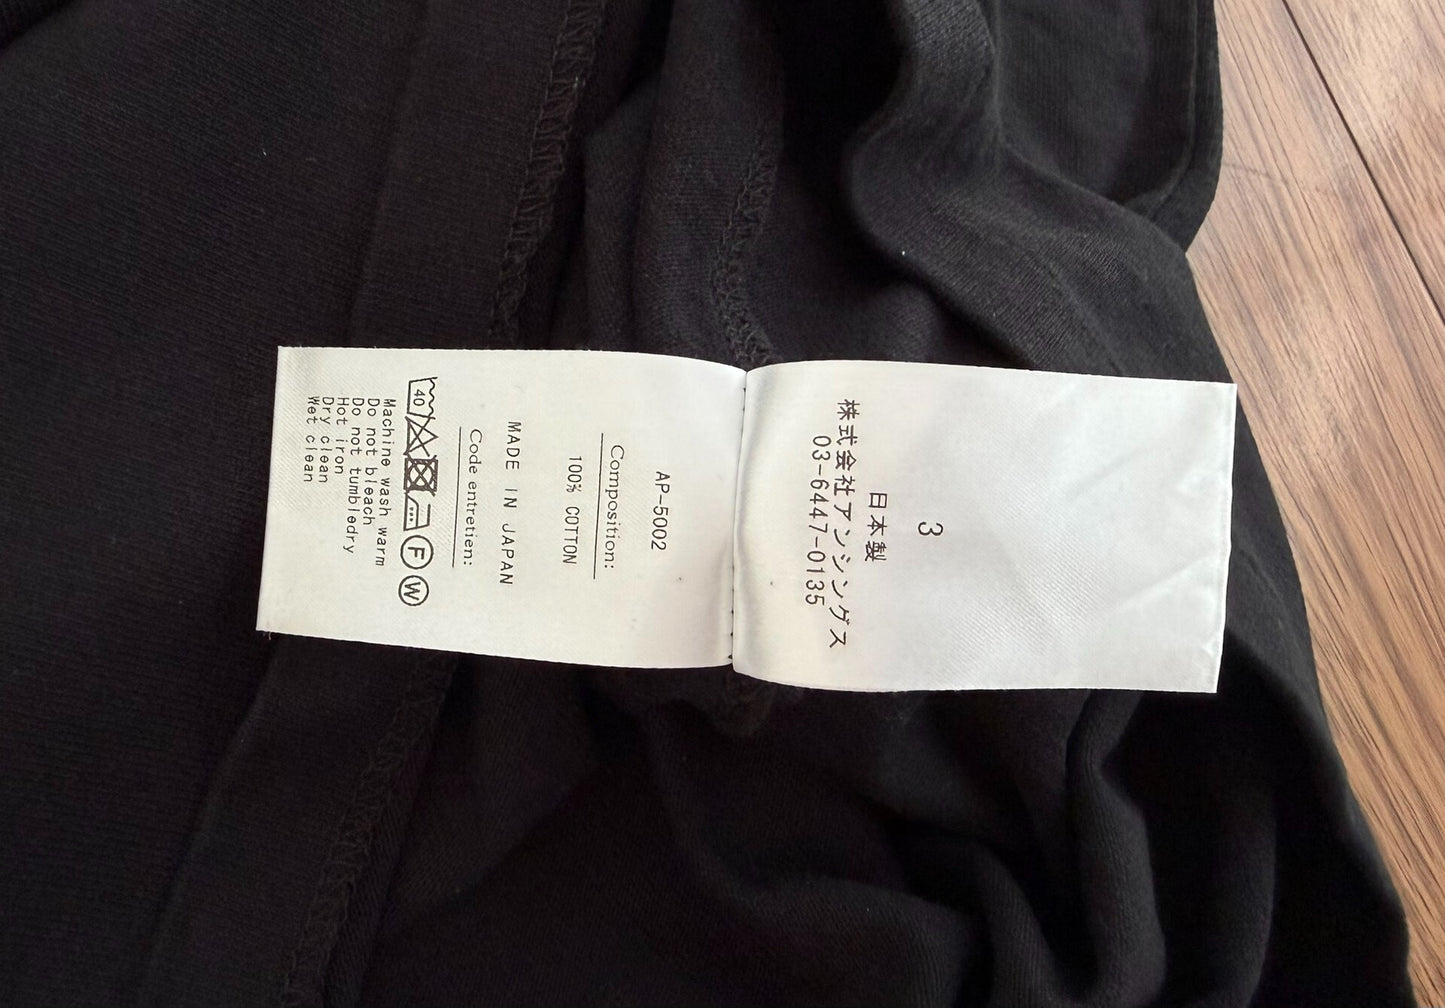 3
日本製
株式会社アンシングス
03-6447-0135
AP-5002
Composition:
100% COTTON
MADE IN JAPAN
Code entretien:
40 F W
Machine wash warm
Do not bleach
Do not tumbledry
Hot iron
Dry clean
Wet clean